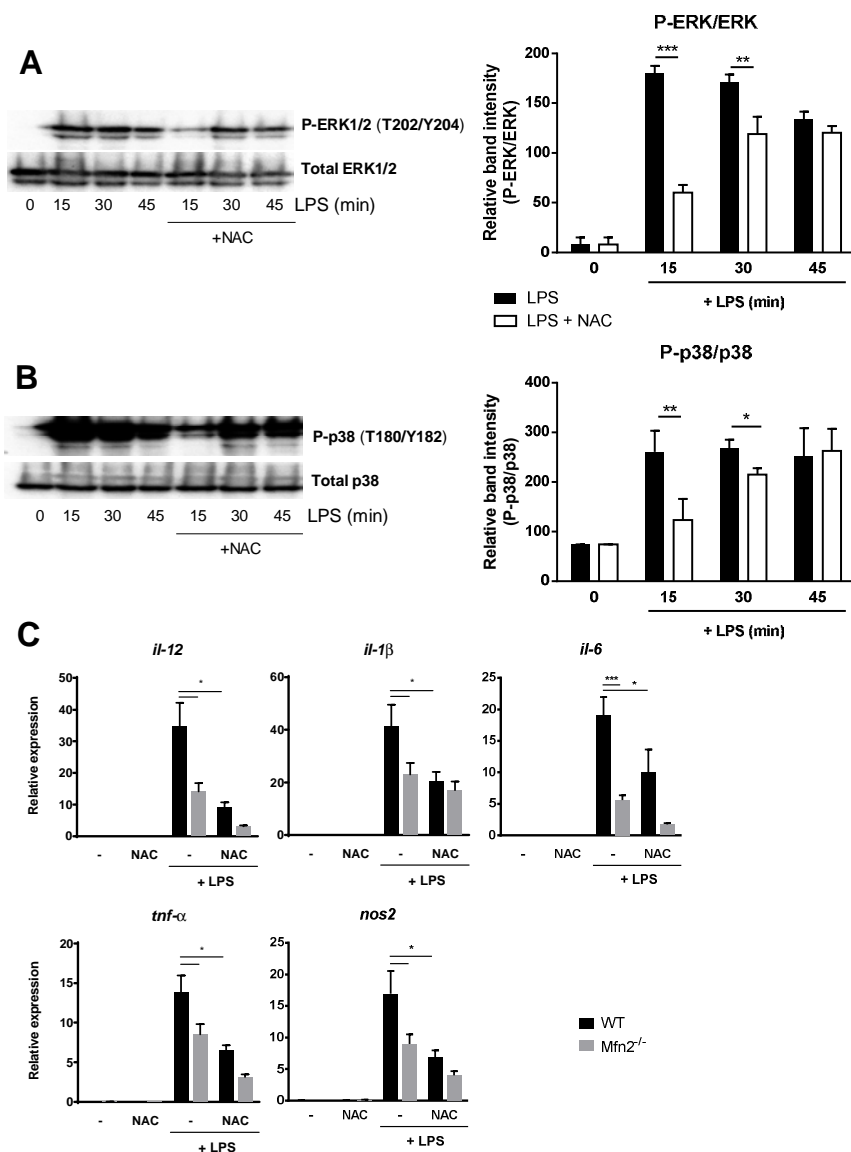 A
P-ERK1/2 (T202/Y204)
Total ERK1/2
0 15 30 45 15 30 45 LPS (min)
+NAC
P-ERK/ERK
Relative band intensity
(P-ERK/ERK)
200
150
100
50
0
***
**
0 15 30 45
+ LPS (min)
LPS
LPS + NAC
B
P-p38 (T180/Y182)
Total p38
0 15 30 45 15 30 45 LPS (min)
+NAC
P-p38/p38
Relative band intensity
(P-p38/p38)
400
300
200
100
0
**
*
0 15 30 45
+ LPS (min)
C
il-12
Relative expression
50
40
30
20
10
0
*
- NAC - NAC
+ LPS
il-1β
60
40
20
0
*
- NAC - NAC
+ LPS
il-6
25
20
15
10
5
0
***
*
- NAC - NAC
+ LPS
tnf-α
Relative expression
20
15
10
5
0
*
- NAC - NAC
+ LPS
nos2
25
20
15
10
5
0
*
- NAC - NAC
+ LPS
WT
Mfn2-/-